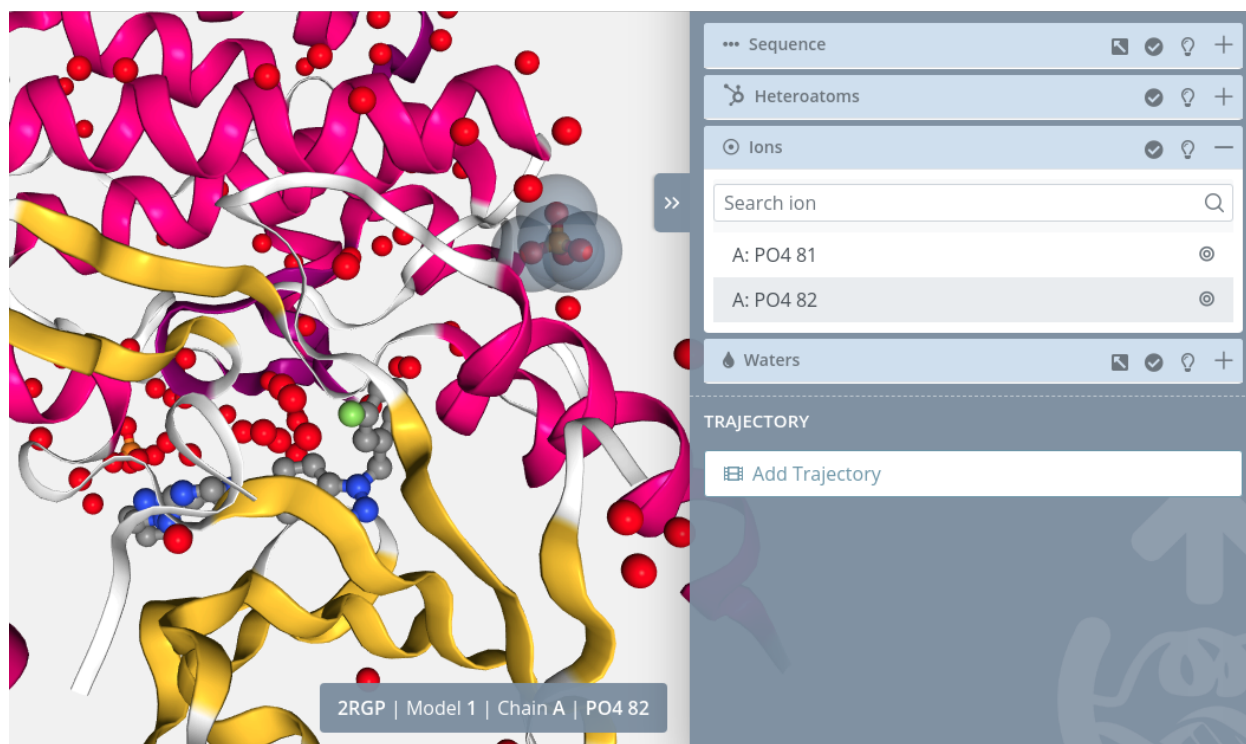 Sequence
Heteroatoms
Ions
Search ion
A: PO4 81
A: PO4 82
Waters
TRAJECTORY
Add Trajectory
2RGP | Model 1 | Chain A | PO4 82